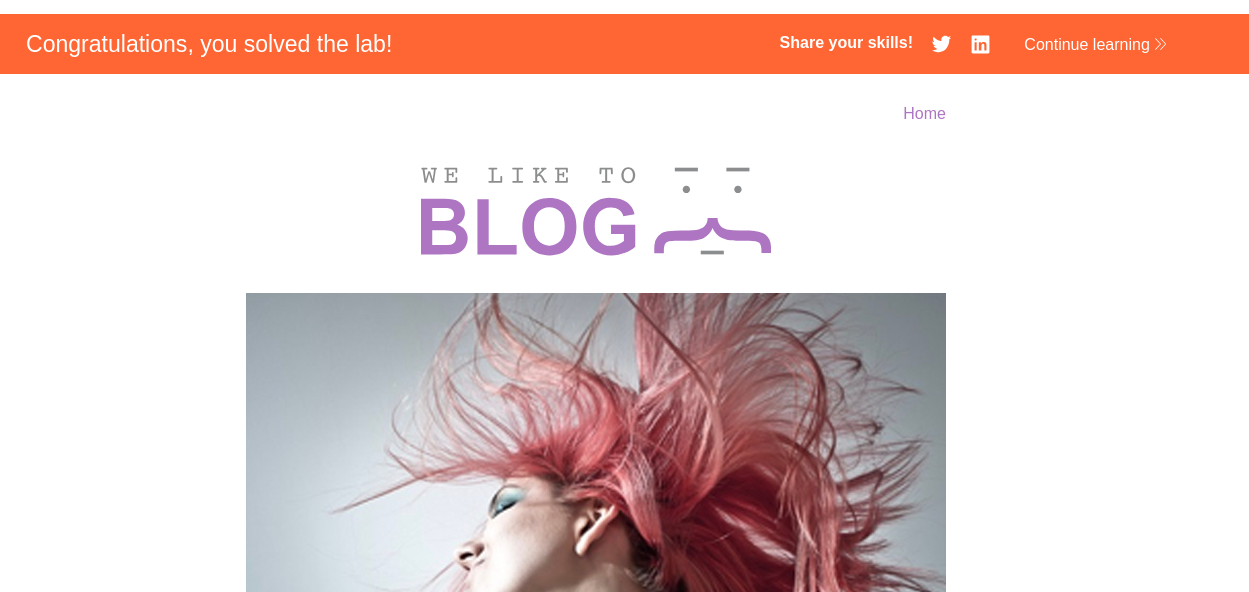 Congratulations, you solved the lab!
Share your skills!
Continue learning
Home
WE LIKE TO
BLOG